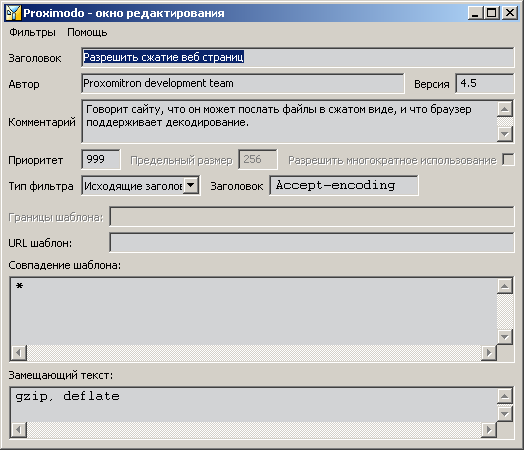 Proximodo - окно редактирования
Фильтры Помощь
Заголовок Разрешить сжатие веб страниц
Автор Proxomitron development team Версия 4.5
Комментарий Говорит сайту, что он может послать файлы в сжатом виде, и что браузер
поддерживает декодирование.
Приоритет 999 Предельный размер 256 Разрешить многократное использование
Тип фильтра Исходящие заголов Заголовок Accept-encoding
Границы шаблона:
URL шаблон:
Совпадение шаблона:
*
Замещающий текст:
gzip, deflate